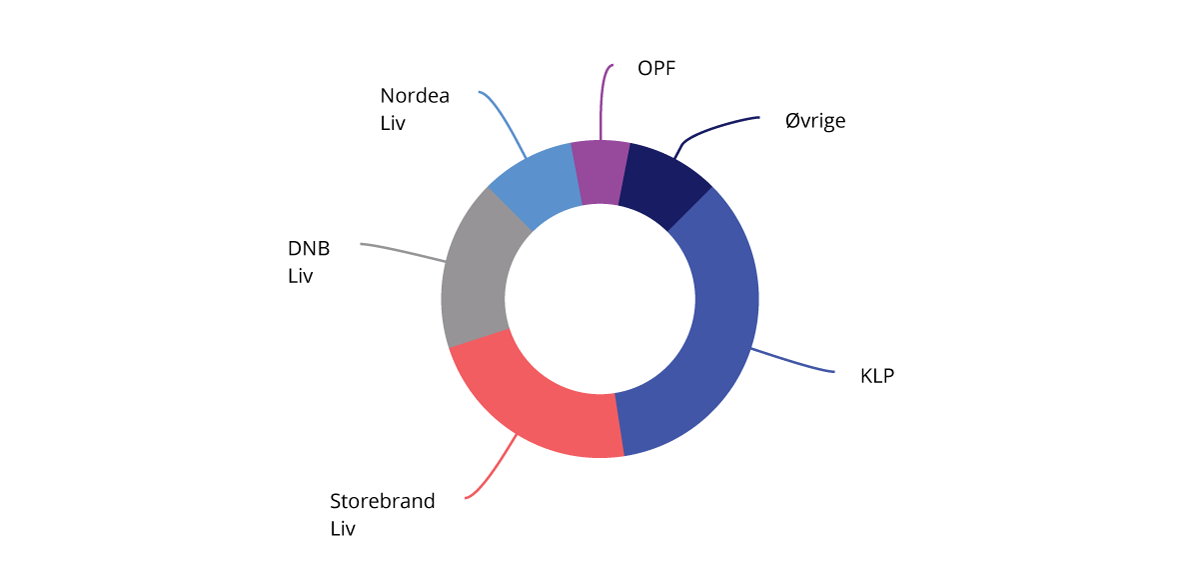 OPF
Nordea
Liv
Øvrige
DNB
Liv
KLP
Storebrand
Liv